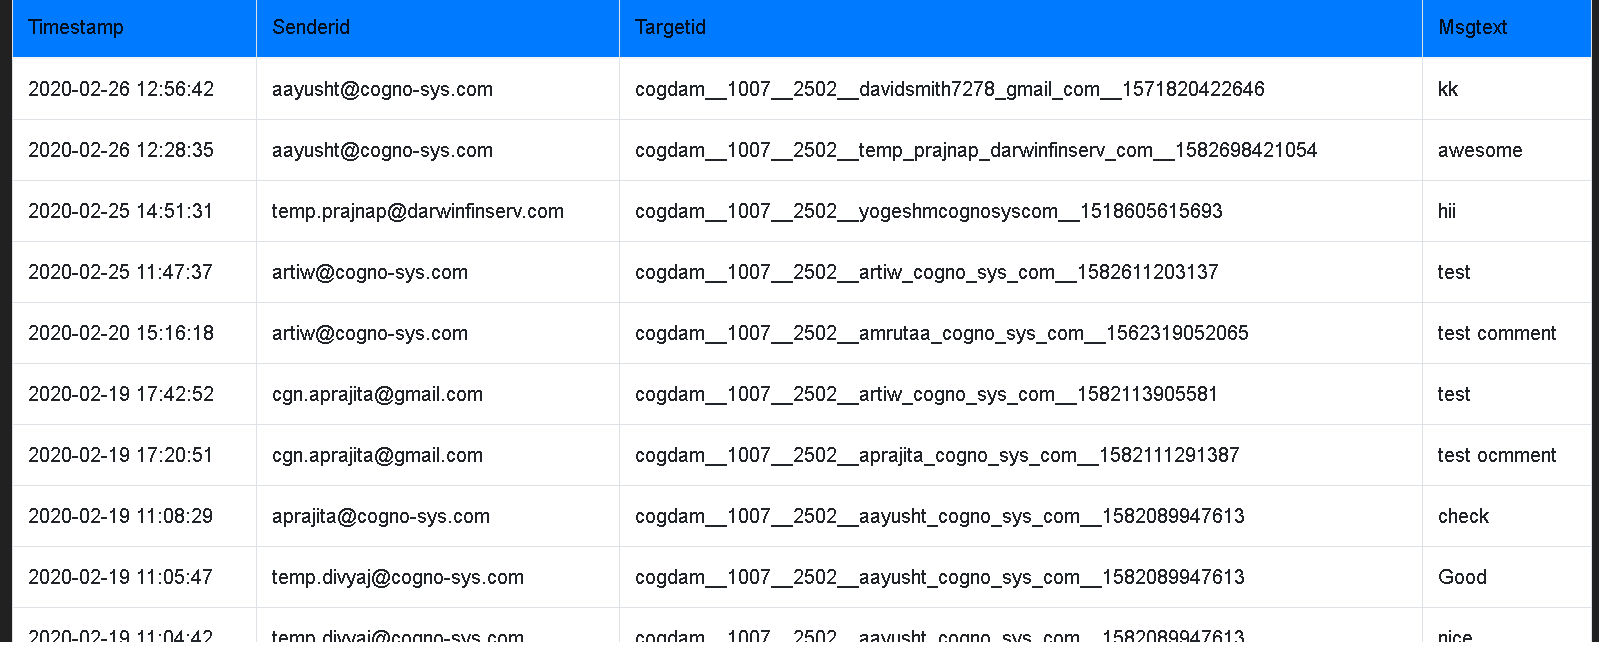 Timestamp Senderid Targetid Msgtext
2020-02-26 12:56:42 aayusht@cogno-sys.com cogdam__1007__2502__davidsmith7278_gmail_com__1571820422646 kk
2020-02-26 12:28:35 aayusht@cogno-sys.com cogdam__1007__2502__temp_prajnap_darwinfinserv_com__1582698421054 awesome
2020-02-25 14:51:31 temp.prajnap@darwinfinserv.com cogdam__1007__2502__yogeshmcognosyscom__1518605615693 hii
2020-02-25 11:47:37 artiw@cogno-sys.com cogdam__1007__2502__artiw_cogno_sys_com__1582611203137 test
2020-02-20 15:16:18 artiw@cogno-sys.com cogdam__1007__2502__amrutaa_cogno_sys_com__1562319052065 test comment
2020-02-19 17:42:52 cgn.aprajita@gmail.com cogdam__1007__2502__artiw_cogno_sys_com__1582113905581 test
2020-02-19 17:20:51 cgn.aprajita@gmail.com cogdam__1007__2502__aprajita_cogno_sys_com__1582111291387 test ocmment
2020-02-19 11:08:29 aprajita@cogno-sys.com cogdam__1007__2502__aayusht_cogno_sys_com__1582089947613 check
2020-02-19 11:05:47 temp.divyaj@cogno-sys.com cogdam__1007__2502__aayusht_cogno_sys_com__1582089947613 Good
2020-02-19 11:04:42 temp.divyaj@cogno-sys.com cogdam__1007__2502__aayusht_cogno_sys_com__1582089947613 nice